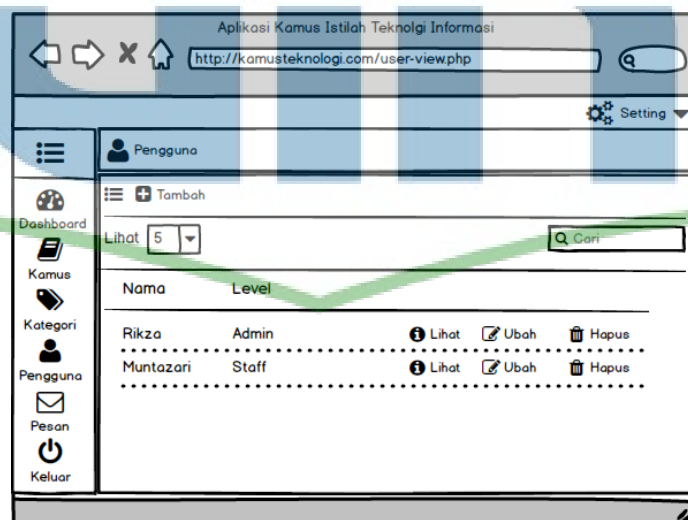 Aplikasi Kamus Istilah Teknolgi Informasi
http://kamusteknologi.com/user-view.php
Setting
Pengguna
Tambah
Dashboard
Lihat 5
Cari
Kamus
Nama Level
Kategori
Rikza Admin Lihat Ubah Hapus
Pengguna
Muntazari Staff Lihat Ubah Hapus
Pesan
Keluar